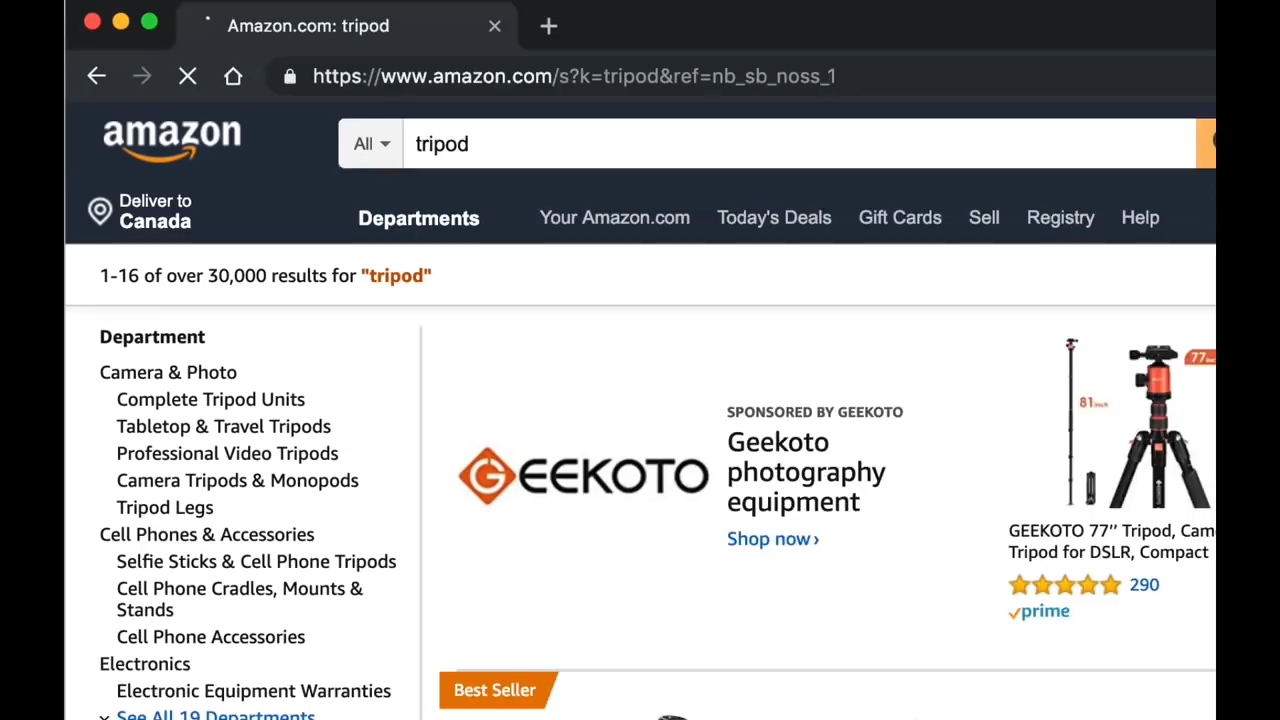 Amazon.com: tripod
https://www.amazon.com/s?k=tripod&ref=nb_sb_noss_1
amazon
All
tripod
Deliver to
Canada
Departments
Your Amazon.com
Today's Deals
Gift Cards
Sell
Registry
Help
1-16 of over 30,000 results for "tripod"
Department
Camera & Photo
Complete Tripod Units
Tabletop & Travel Tripods
Professional Video Tripods
Camera Tripods & Monopods
Tripod Legs
Cell Phones & Accessories
Selfie Sticks & Cell Phone Tripods
Cell Phone Cradles, Mounts &
Stands
Cell Phone Accessories
Electronics
Electronic Equipment Warranties
See All 19 Departments
GEEKOTO
SPONSORED BY GEEKOTO
Geekoto
photography
equipment
Shop now ›
77
81inch
GEEKOTO 77’’ Tripod, Cam
Tripod for DSLR, Compact
290
prime
Best Seller